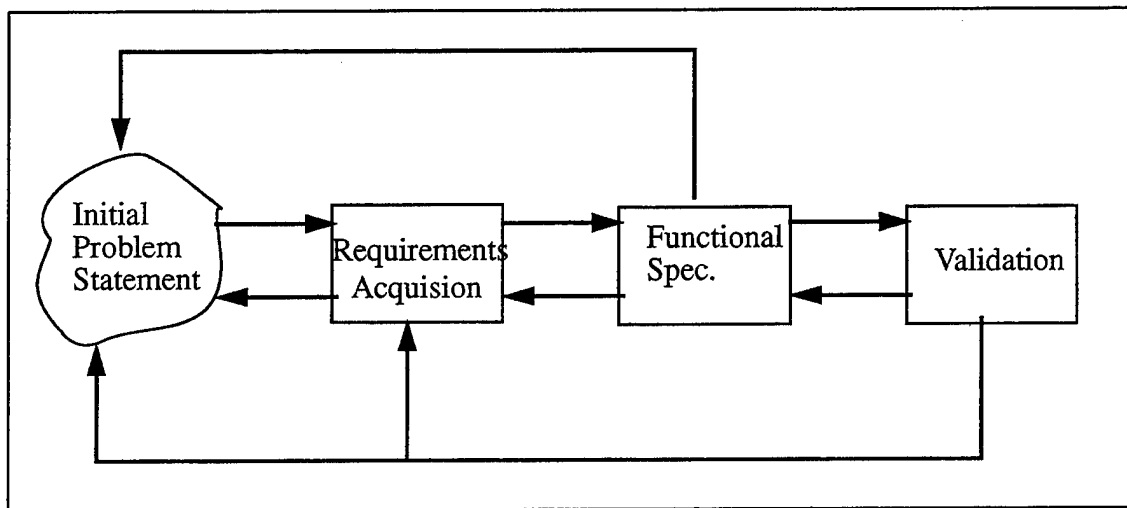 Initial
Problem
Statement
Requirements
Acquision
Functional
Spec.
Validation